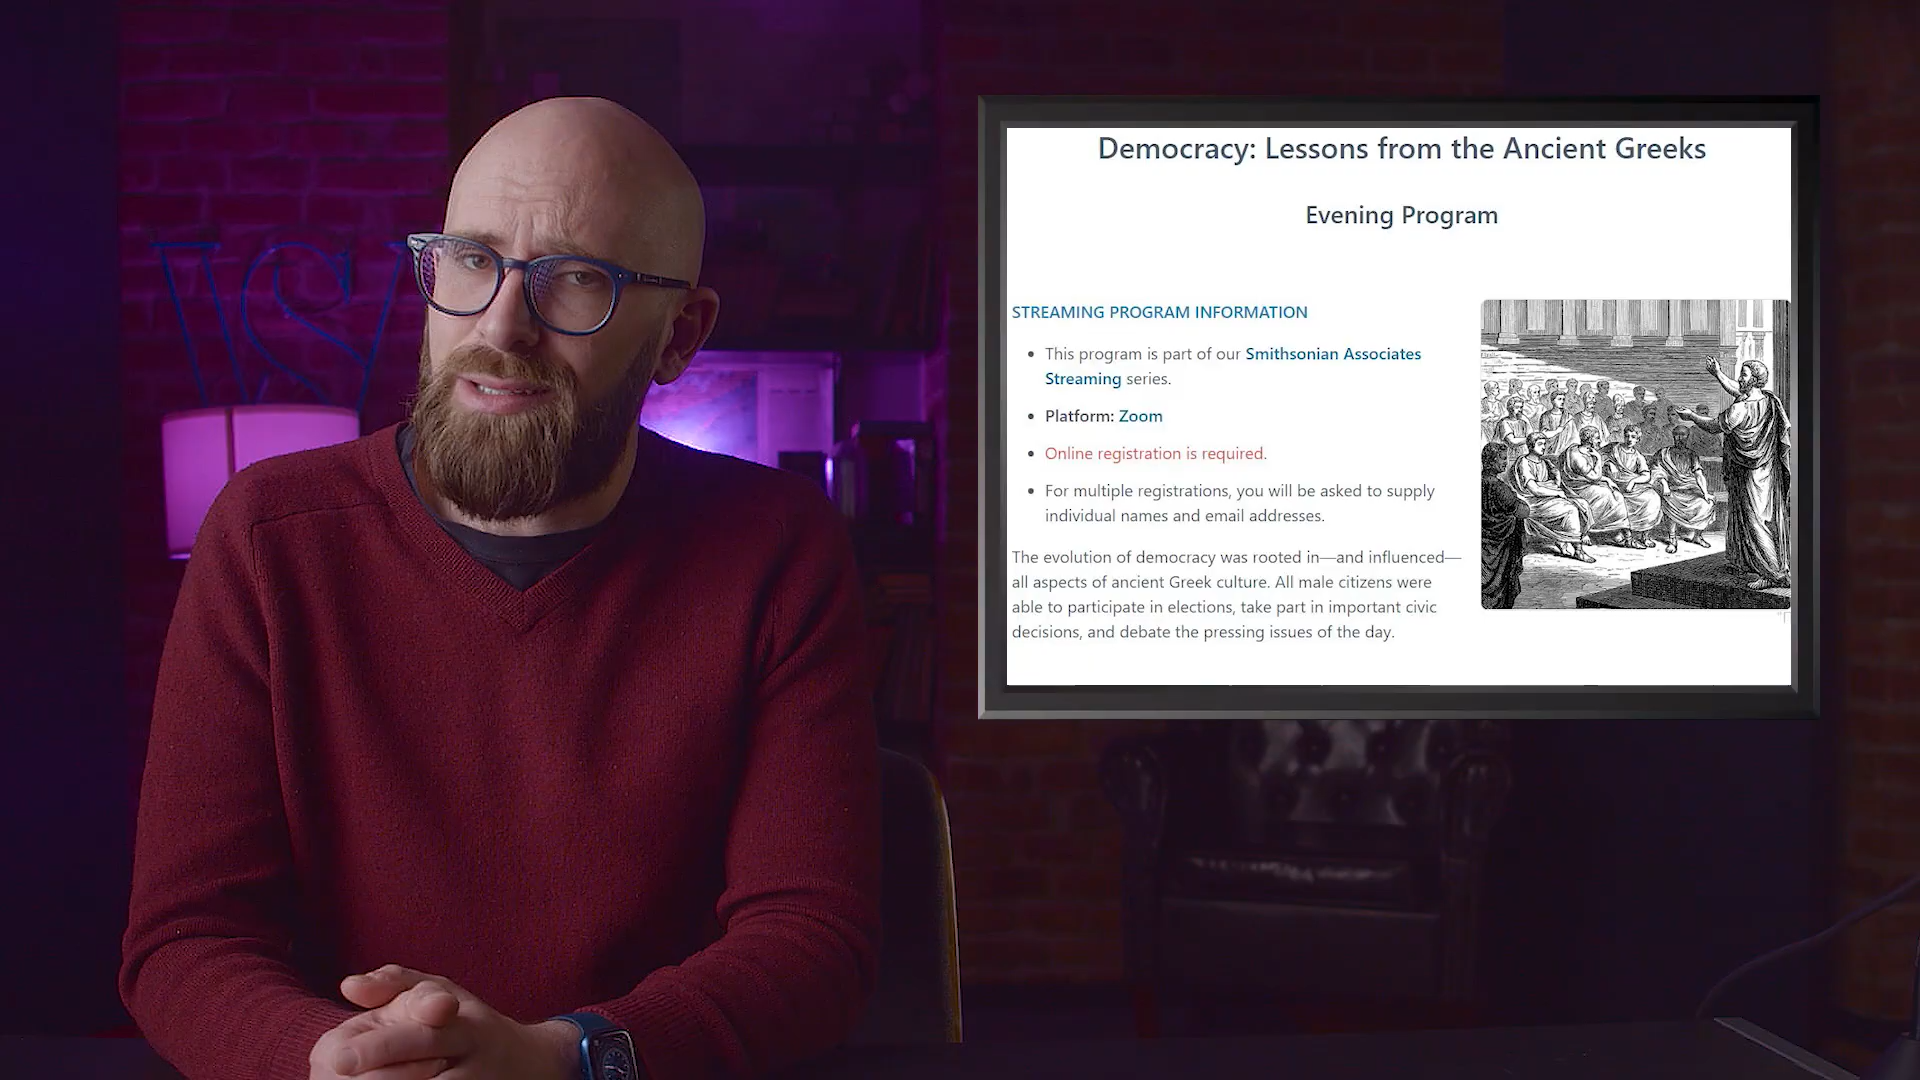 Democracy: Lessons from the Ancient Greeks
Evening Program
STREAMING PROGRAM INFORMATION
• This program is part of our Smithsonian Associates
Streaming series.
• Platform: Zoom
• Online registration is required.
• For multiple registrations, you will be asked to supply
individual names and email addresses.
The evolution of democracy was rooted in—and influenced—
all aspects of ancient Greek culture. All male citizens were
able to participate in elections, take part in important civic
decisions, and debate the pressing issues of the day.